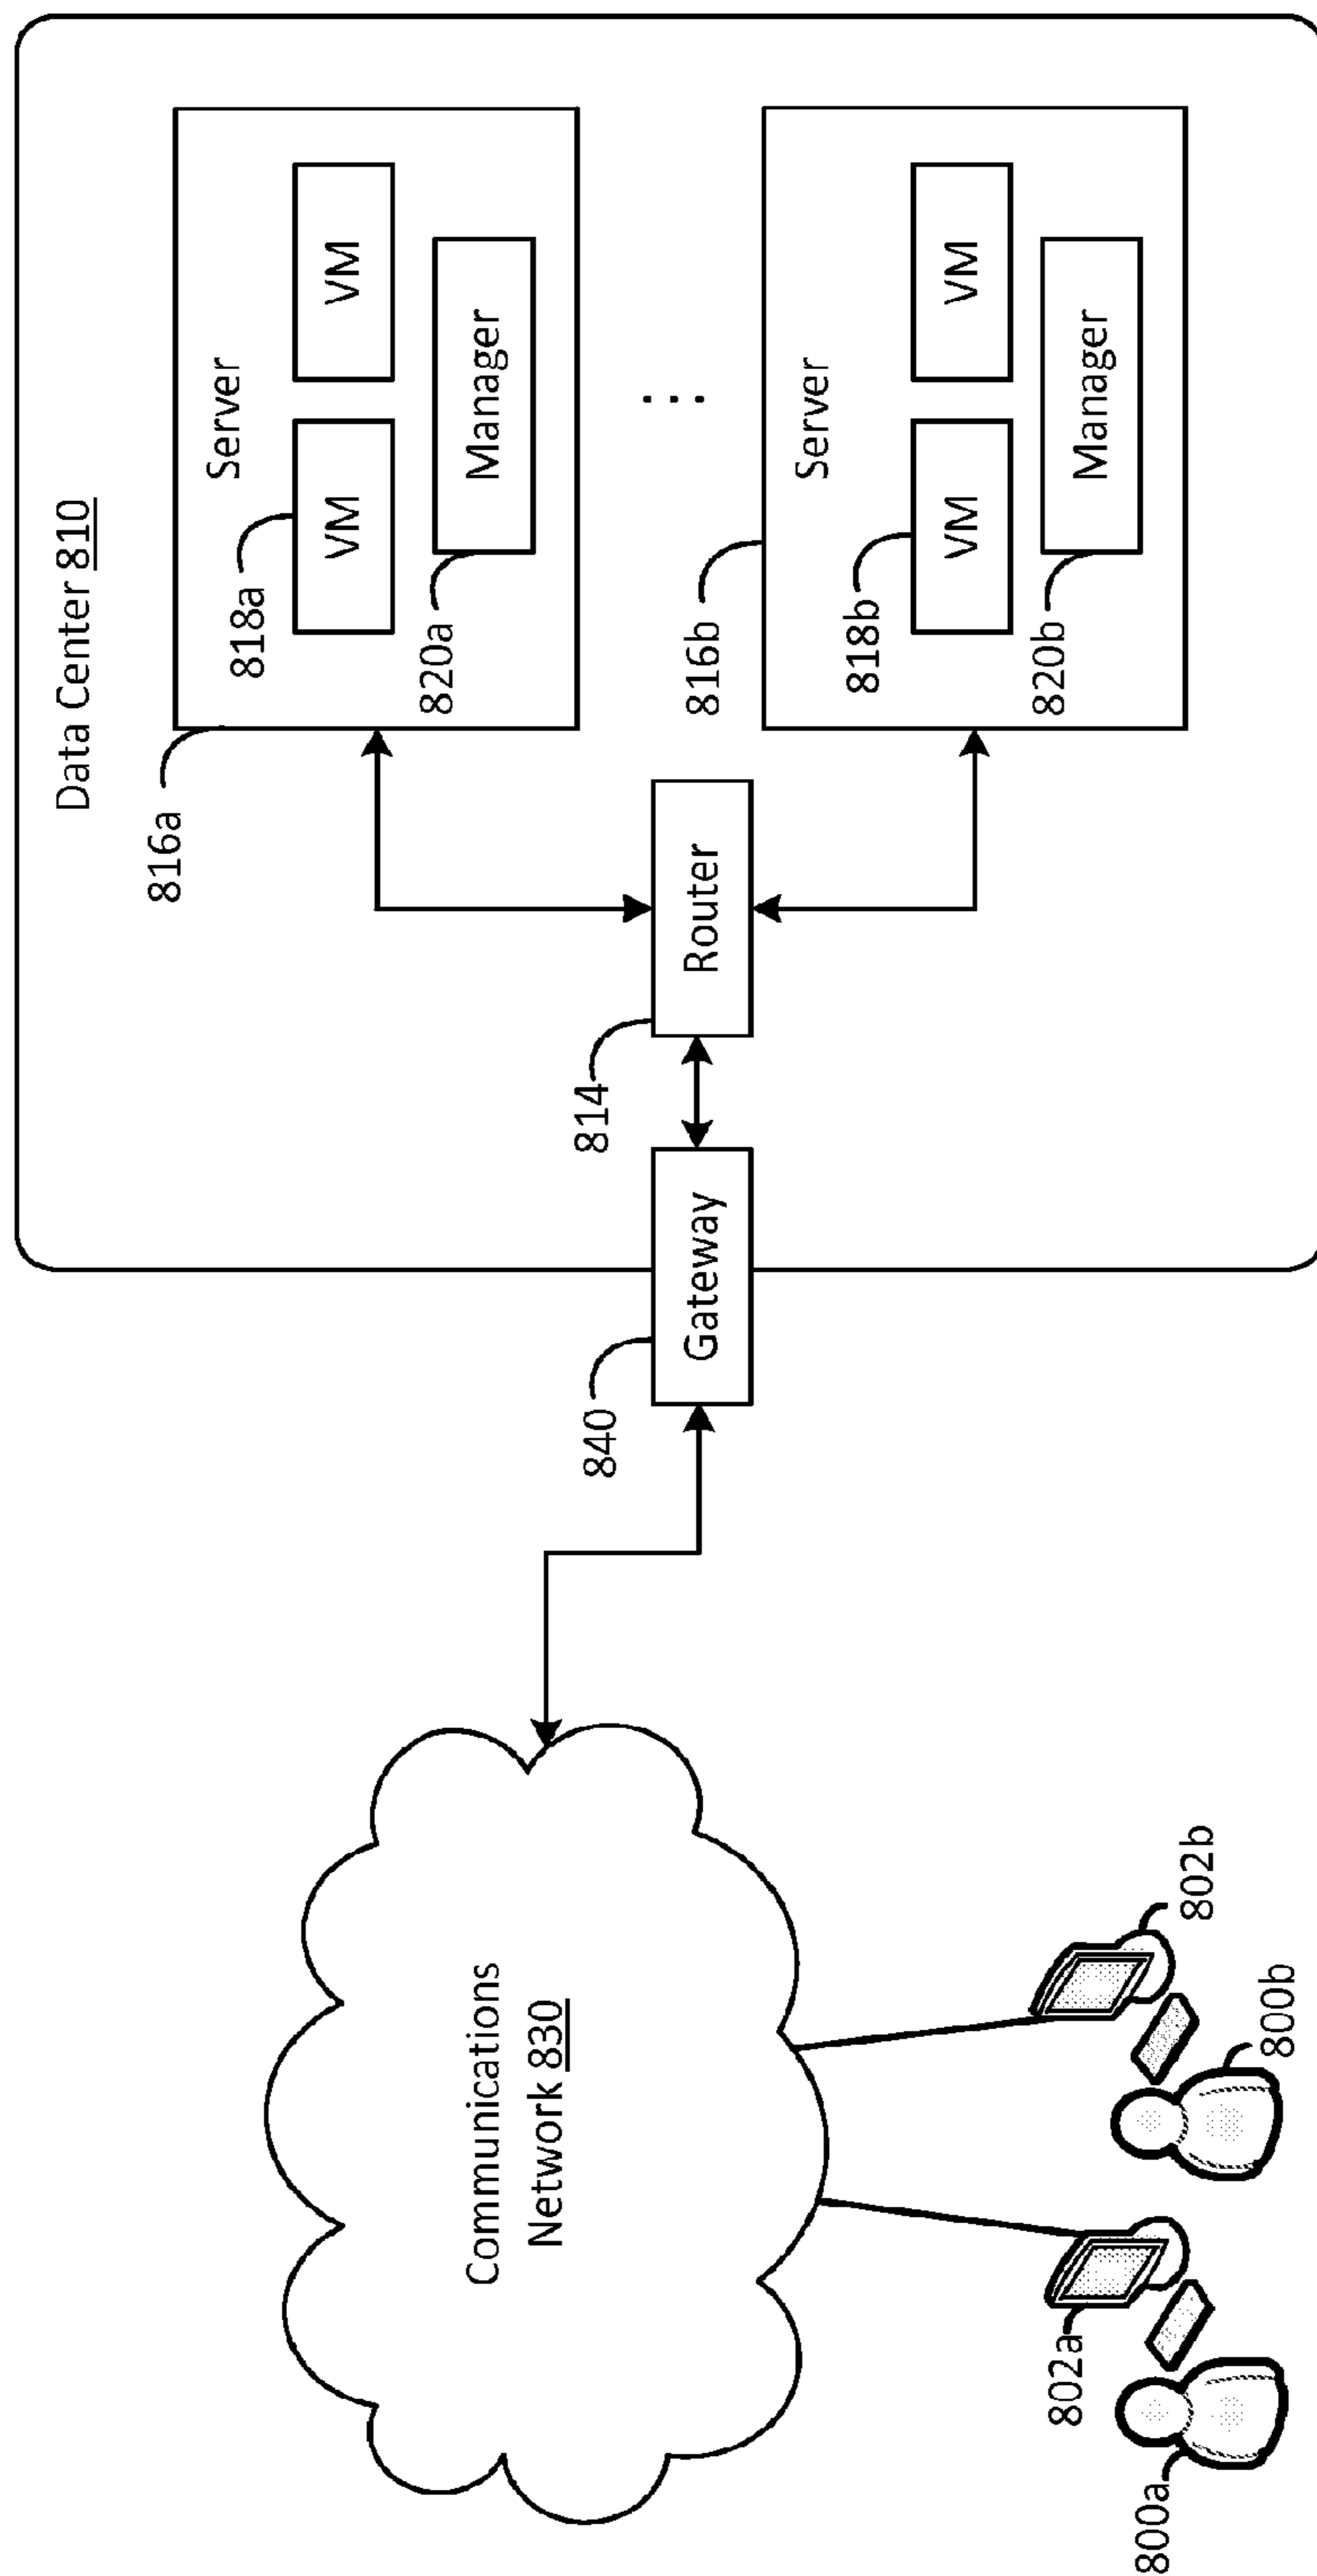 Data Center 810
816a
Server
818a
VM
VM
820a
Manager
...
816b
Server
818b
VM
VM
820b
Manager
814
Router
840
Gateway
Communications
Network 830
802a
802b
800a
800b